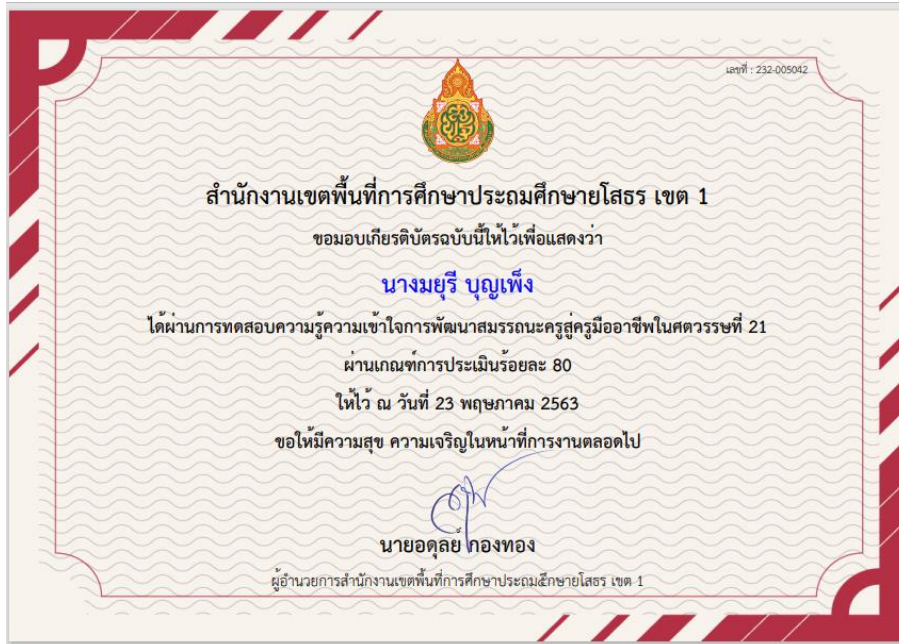 เลขที่ : 232-005042
สำนักงานเขตพื้นที่การศึกษาประถมศึกษายโสธร เขต 1
ขอมอบเกียรติบัตรฉบับนี้ให้ไว้เพื่อแสดงว่า
นางมยุรี บุญเพ็ง
ได้ผ่านการทดสอบความรู้ความเข้าใจการพัฒนาสมรรถนะครูสู่ครูมืออาชีพในศตวรรษที่ 21
ผ่านเกณฑ์การประเมินร้อยละ 80
ให้ไว้ ณ วันที่ 23 พฤษภาคม 2563
ขอให้มีความสุข ความเจริญในหน้าที่การงานตลอดไป
นายอดุลย์ กองทอง
ผู้อำนวยการสำนักงานเขตพื้นที่การศึกษาประถมศึกษายโสธร เขต 1